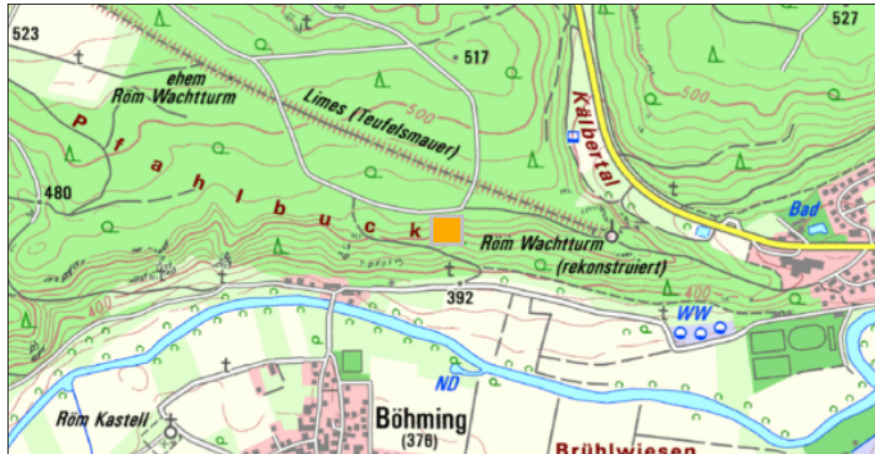 523
527
517
ehem
Röm Wachtturm
Limes (Teufelsmauer)
500
500
Kälbertal
Pfahlbuck
480
Bad
Röm Wachtturm
(rekonstruiert)
400
392
400
WW
ND
Röm Kastell
Böhming
(376)
Brühlwiesen